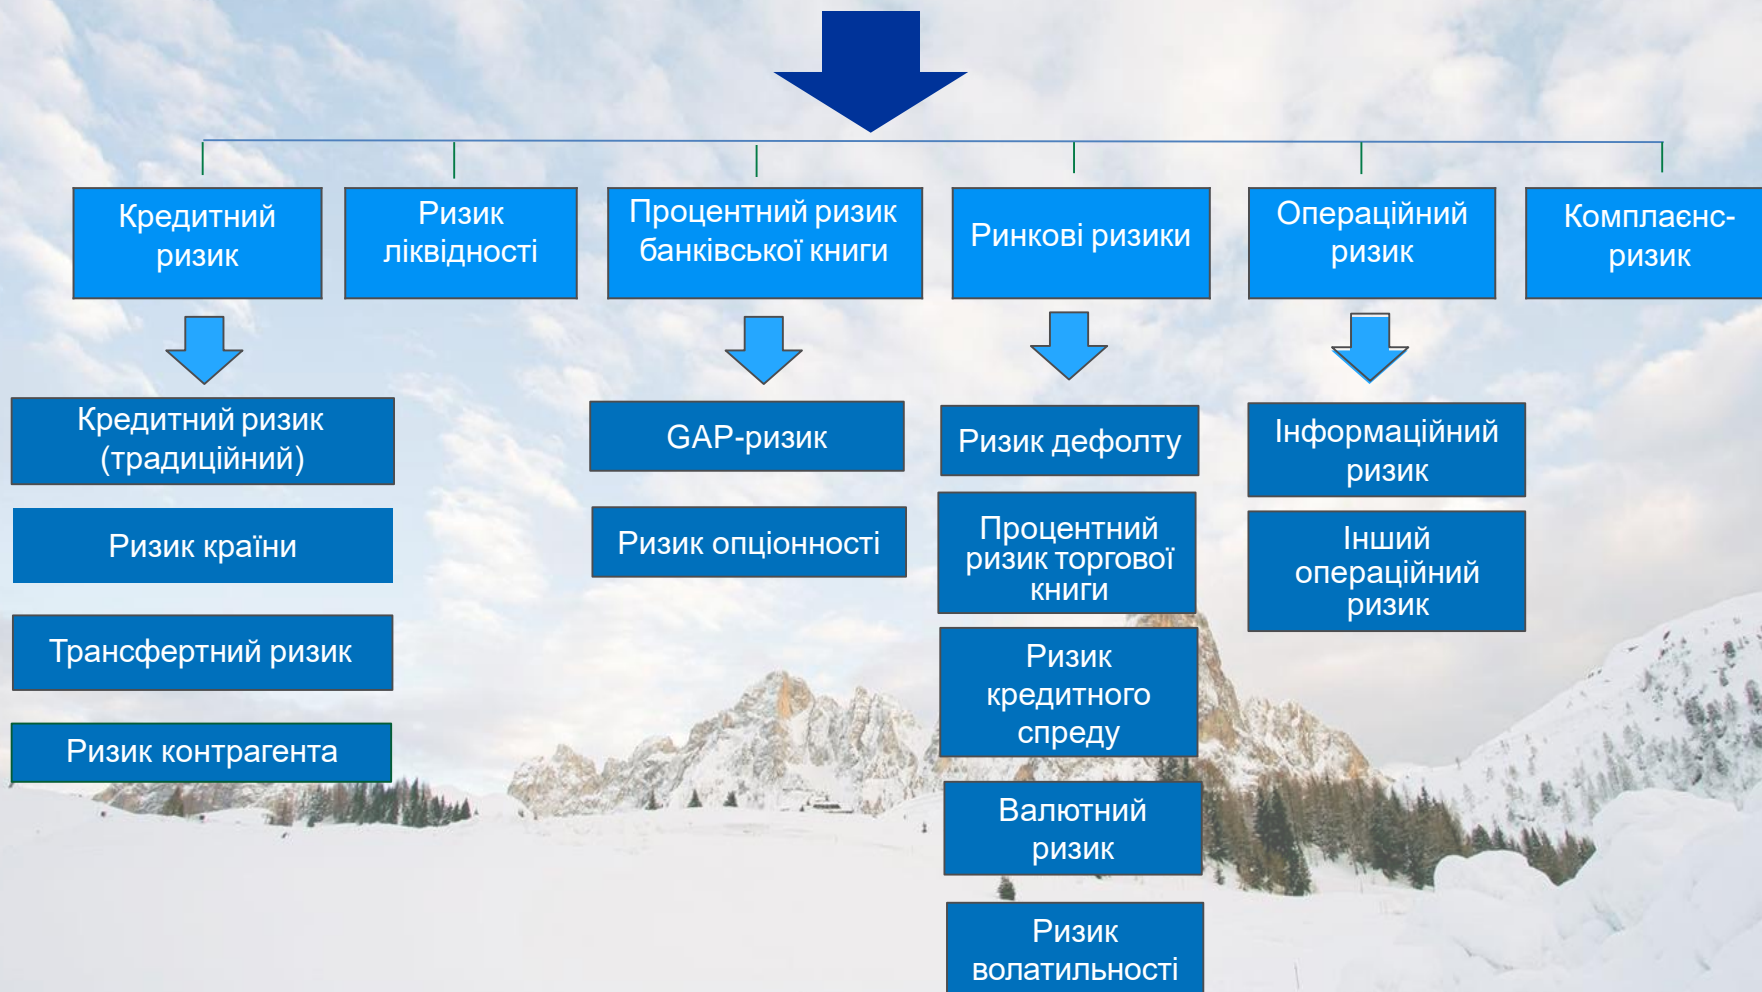 Кредитний
ризик
Ризик
ліквідності
Процентний ризик
банківської книги
Ринкові ризики
Операційний
ризик
Комплаєнс-
ризик
Кредитний ризик
(традиційний)
Ризик країни
Трансфертний ризик
Ризик контрагента
GAP-ризик
Ризик опціонності
Ризик дефолту
Процентний
ризик торгової
книги
Ризик
кредитного
спреду
Валютний
ризик
Ризик
волатильності
Інформаційний
ризик
Інший
операційний
ризик